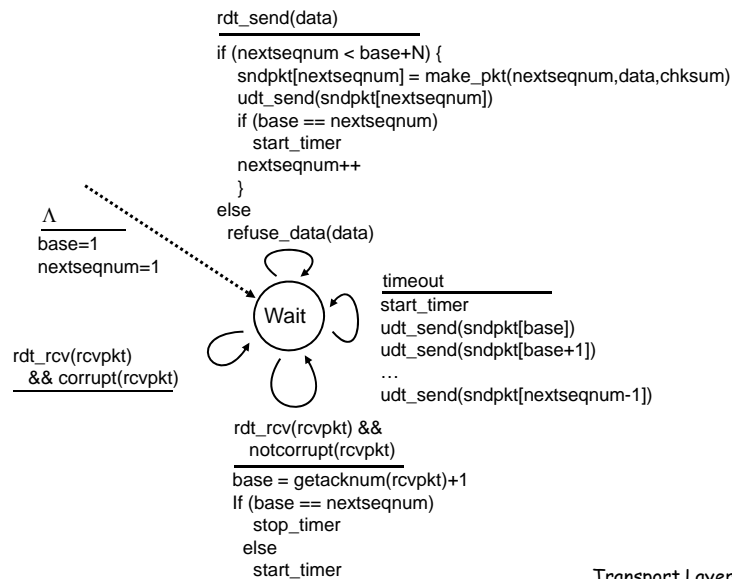 rdt_send(data)
if (nextseqnum < base+N) {
sndpkt[nextseqnum] = make_pkt(nextseqnum,data,chksum)
udt_send(sndpkt[nextseqnum])
if (base == nextseqnum)
start_timer
nextseqnum++
}
else
refuse_data(data)
Λ
base=1
nextseqnum=1
Wait
timeout
start_timer
udt_send(sndpkt[base])
udt_send(sndpkt[base+1])
…
udt_send(sndpkt[nextseqnum-1])
rdt_rcv(rcvpkt)
&& corrupt(rcvpkt)
rdt_rcv(rcvpkt) &&
notcorrupt(rcvpkt)
base = getacknum(rcvpkt)+1
If (base == nextseqnum)
stop_timer
else
start_timer
Transport Layer